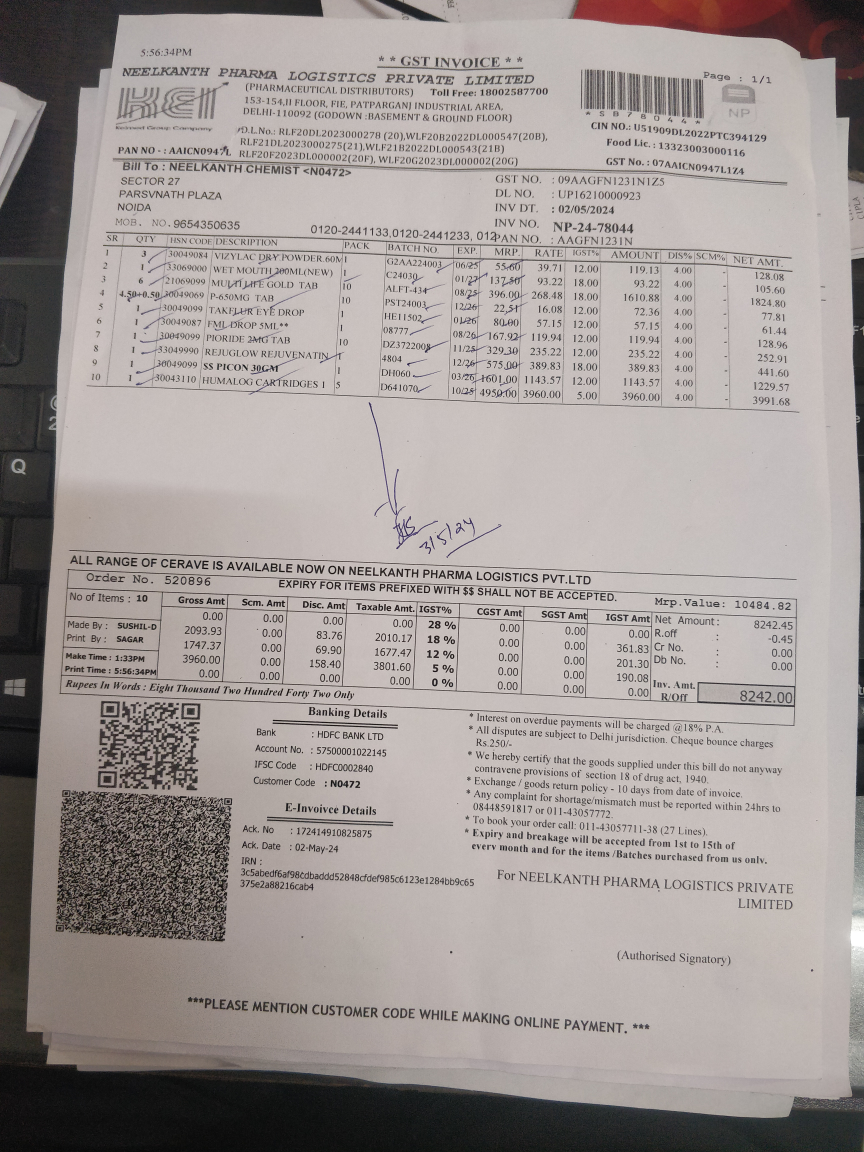 5:56:34PM
* * GST INVOICE * *
Page : 1/1
NEELKANTH PHARMA LOGISTICS PRIVATE LIMITED
(PHARMACEUTICAL DISTRIBUTORS) Toll Free: 18002587700
153-154,II FLOOR, FIE, PATPARGANJ INDUSTRIAL AREA,
DELHI-110092 (GODOWN :BASEMENT & GROUND FLOOR)
D.L.No.: RLF20DL2023000278 (20),WLF20B2022DL000547(20B),
RLF21DL2023000275(21),WLF21B2022DL000543(21B)
RLF20F2023DL000002(20F), WLF20G2023DL000002(20G)
KEI
PAN NO - : AAICN0947L
NP
CIN NO.: U51909DL2022PTC394129
Food Lic. : 13323003000116
GST No. : 07AAICN0947L1Z4
Bill To : NEELKANTH CHEMIST <N0472>
SECTOR 27
PARSVNATH PLAZA
NOIDA
MOB. NO. 9654350635
0120-2441133,0120-2441233, 012
GST NO. : 09AAGFN1231N1Z5
DL NO. : UP16210000923
INV DT. : 02/05/2024
INV NO. NP-24-78044
PAN NO. : AAGFN1231N
SR QTY HSN CODE DESCRIPTION PACK BATCH NO. EXP. MRP. RATE IGST% AMOUNT DIS% SCM% NET AMT.
1 3 30049084 VIZYLAC DRY POWDER.60M 1 G2AA224003 06/25 55.60 39.71 12.00 119.13 4.00 - 128.08
2 1 33069000 WET MOUTH 200ML(NEW) 1 C24030 01/27 137.50 93.22 18.00 93.22 4.00 - 105.60
3 6 21069099 MULTI LIFE GOLD TAB 10 ALFT-434 08/25 396.00 268.48 18.00 1610.88 4.00 - 1824.80
4 4.50+0.50 30049069 P-650MG TAB 10 PST24003 12/26 22.51 16.08 12.00 72.36 4.00 - 77.81
5 1 30049099 TAKFLUR EYE DROP 1 HE11502 01/26 80.00 57.15 12.00 57.15 4.00 - 61.44
6 1 30049087 FML DROP 5ML** 1 08777 08/26 167.92 119.94 12.00 119.94 4.00 - 128.96
7 1 30049099 PIORIDE 2MG TAB 10 DZ3722008 11/25 329.30 235.22 12.00 235.22 4.00 - 252.91
8 1 33049990 REJUGLOW REJUVENATIN 1 4804 12/26 575.00 389.83 18.00 389.83 4.00 - 441.60
9 1 30049099 SS PICON 30GM 1 DH060 03/26 1601.00 1143.57 12.00 1143.57 4.00 - 1229.57
10 1 30043110 HUMALOG CARTRIDGES 1 5 D641070 10/25 4950.00 3960.00 5.00 3960.00 4.00 - 3991.68
3/5/24
ALL RANGE OF CERAVE IS AVAILABLE NOW ON NEELKANTH PHARMA LOGISTICS PVT.LTD
Order No. 520896 EXPIRY FOR ITEMS PREFIXED WITH $$ SHALL NOT BE ACCEPTED. Mrp.Value: 10484.82
No of Items : 10 Gross Amt Scm. Amt Disc. Amt Taxable Amt. IGST% CGST Amt SGST Amt IGST Amt
0.00 0.00 0.00 0.00 28 % 0.00 0.00 0.00
2093.93 0.00 83.76 2010.17 18 % 0.00 0.00 361.83
1747.37 0.00 69.90 1677.47 12 % 0.00 0.00 201.30
3960.00 0.00 158.40 3801.60 5 % 0.00 0.00 190.08
0.00 0.00 0.00 0.00 0 % 0.00 0.00 0.00
Made By : SUSHIL-D
Print By : SAGAR
Make Time : 1:33PM
Print Time : 5:56:34PM
Net Amount : 8242.45
R.off -0.45
Cr No. 0.00
Db No. 0.00
Inv. Amt. R/Off 8242.00
Rupees In Words : Eight Thousand Two Hundred Forty Two Only
Banking Details
Bank : HDFC BANK LTD
Account No. : 57500001022145
IFSC Code : HDFC0002840
Customer Code : N0472
E-Invoivce Details
Ack. No : 172414910825875
Ack. Date : 02-May-24
IRN :
3c5abedf6af98cdbaddd52848cfdef985c6123e1284bb9c65
375e2a88216cab4
* Interest on overdue payments will be charged @18% P.A.
* All disputes are subject to Delhi jurisdiction. Cheque bounce charges
Rs.250/-
* We hereby certify that the goods supplied under this bill do not anyway
contravene provisions of section 18 of drug act, 1940.
* Exchange / goods return policy - 10 days from date of invoice.
* Any complaint for shortage/mismatch must be reported within 24hrs to
08448591817 or 011-43057772.
* To book your order call: 011-43057711-38 (27 Lines).
* Expiry and breakage will be accepted from 1st to 15th of
every month and for the items /Batches purchased from us only.
For NEELKANTH PHARMA LOGISTICS PRIVATE
LIMITED
(Authorised Signatory)
***PLEASE MENTION CUSTOMER CODE WHILE MAKING ONLINE PAYMENT. ***